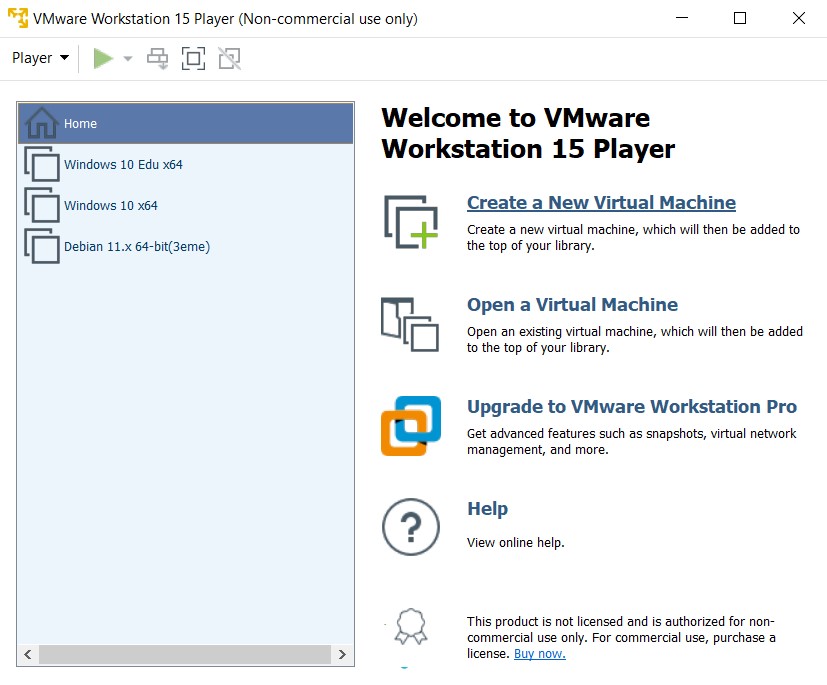 VMware Workstation 15 Player (Non-commercial use only)
Player
Home
Windows 10 Edu x64
Windows 10 x64
Debian 11.x 64-bit(3eme)
Welcome to VMware
Workstation 15 Player
Create a New Virtual Machine
Create a new virtual machine, which will then be added to
the top of your library.
Open a Virtual Machine
Open an existing virtual machine, which will then be added
to the top of your library.
Upgrade to VMware Workstation Pro
Get advanced features such as snapshots, virtual network
management, and more.
Help
View online help.
This product is not licensed and is authorized for non-
commercial use only. For commercial use, purchase a
license. Buy now.